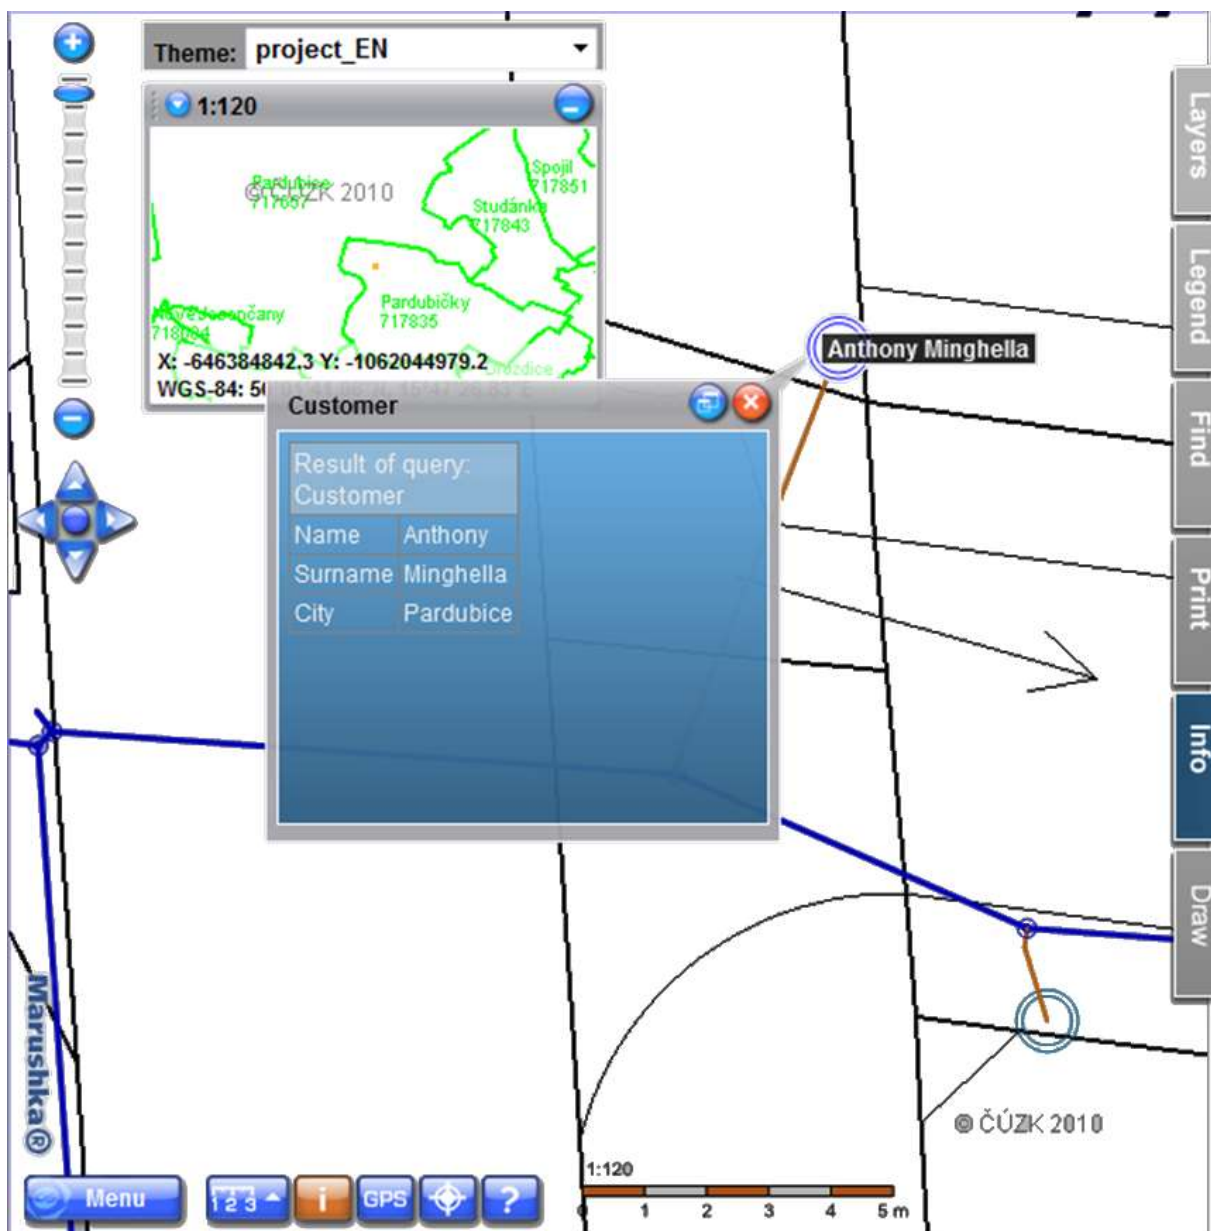 Theme: project_EN
1:120
© ČÚZK 2010
Pardubice
717657
Spojil
717851
Studánka
717843
Pardubičky
717835
X: -646384842.3 Y: -1062044979.2
WGS-84:
Customer
Result of query:
Customer
Name Anthony
Surname Minghella
City Pardubice
Anthony Minghella
Layers
Legend
Find
Print
Info
Draw
Marushka®
© ČÚZK 2010
Menu
1 2 3
i
GPS
?
1:120
0 1 2 3 4 5 m